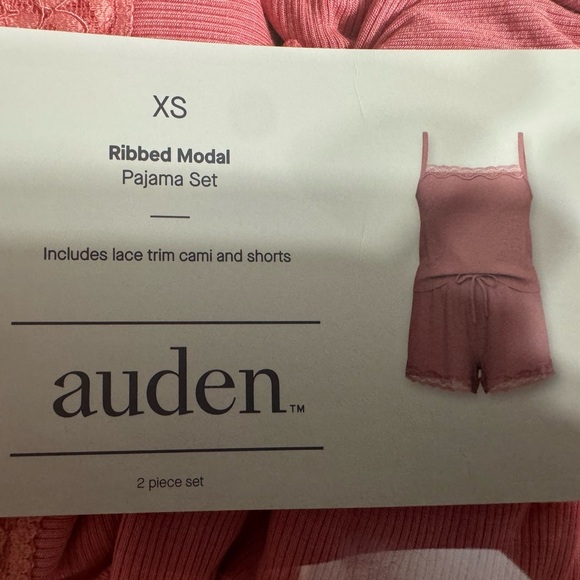 XS
Ribbed Modal
Pajama Set
Includes lace trim cami and shorts
auden™
2 piece set